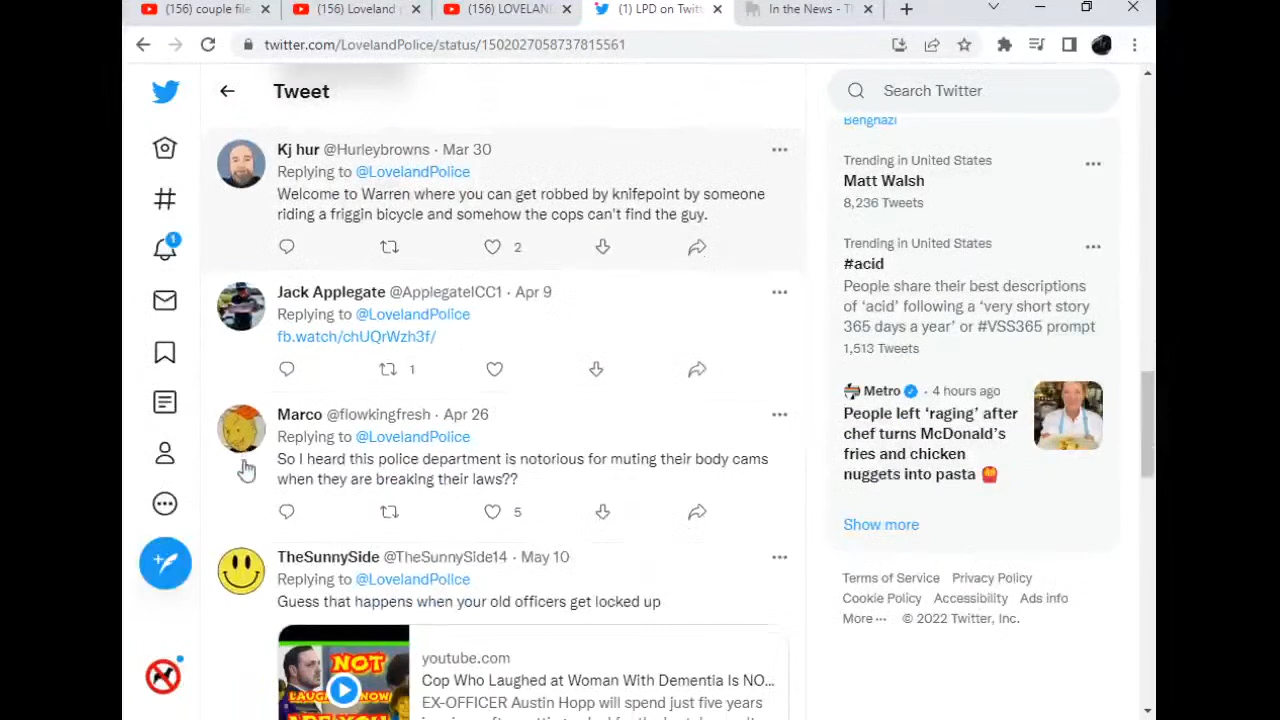 (156) couple file
(156) Loveland
(156) LOVELAN
(1) LPD on Twit
In the News - T
twitter.com/LovelandPolice/status/1502027058737815561
Tweet
Search Twitter
Benghazi
Kj hur @Hurleybrowns · Mar 30
Replying to @LovelandPolice
Welcome to Warren where you can get robbed by knifepoint by someone
riding a friggin bicycle and somehow the cops can't find the guy.
2
Jack Applegate @ApplegateICC1 · Apr 9
Replying to @LovelandPolice
fb.watch/chUQrWzh3f/
1
Marco @flowkingfresh · Apr 26
Replying to @LovelandPolice
So I heard this police department is notorious for muting their body cams
when they are breaking their laws??
5
TheSunnySide @TheSunnySide14 · May 10
Replying to @LovelandPolice
Guess that happens when your old officers get locked up
NOT
LAUGH NOW
ARE YOU
youtube.com
Cop Who Laughed at Woman With Dementia Is NO...
EX-OFFICER Austin Hopp will spend just five years
Trending in United States
Matt Walsh
8,236 Tweets
Trending in United States
#acid
People share their best descriptions
of 'acid' following a 'very short story
365 days a year' or #VSS365 prompt
1,513 Tweets
Metro · 4 hours ago
People left 'raging' after
chef turns McDonald's
fries and chicken
nuggets into pasta
Show more
Terms of Service Privacy Policy
Cookie Policy Accessibility Ads info
More ··· © 2022 Twitter, Inc.
1